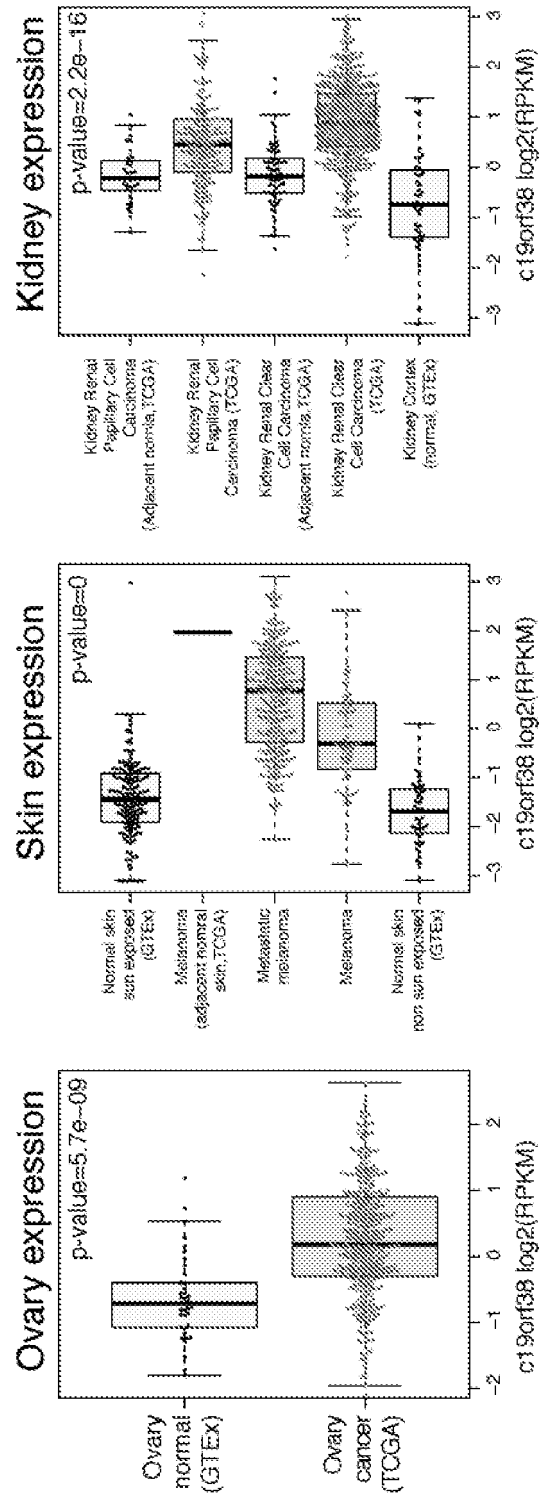 Ovary expression
p-value=5.7e-09
Ovary
normal
(GTEx)
Ovary
cancer
(TCGA)
-2
-1
0
1
2
c19orf38 log2(RPKM)
Skin expression
p-value=0
Normal skin
sun exposed
(GTEx)
Melanoma
(adjacent nomral
skin,TCGA)
Metastatic
melanoma
Melanoma
Normal skin
non sun exposed
(GTEx)
-3
-2
-1
0
1
2
3
c19orf38 log2(RPKM)
Kidney expression
p-value=2.2e-16
Kidney Renal
Papillary Cell
Carcinoma
(Adjacent nomla,TCGA)
Kidney Renal
Papillary Cell
Carcinoma (TCGA)
Kidney Renal Clear
Cell Carcinoma
(Adjacent nomla,TCGA)
Kidney Renal Clear
Cell Carcinoma
(TCGA)
Kidney Cortex
(normal, GTEx)
-3
-2
-1
0
1
2
3
c19orf38 log2(RPKM)